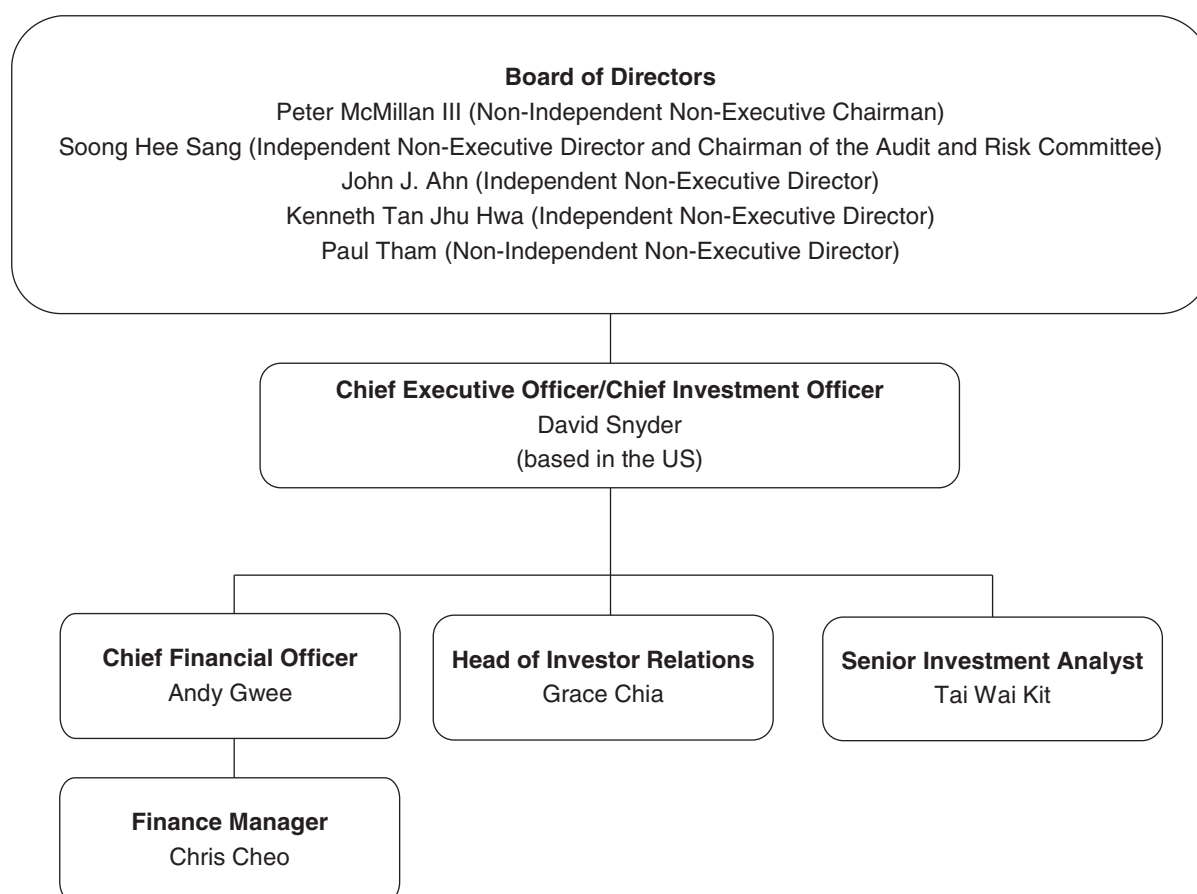 Board of Directors
Peter McMillan III (Non-Independent Non-Executive Chairman)
Soong Hee Sang (Independent Non-Executive Director and Chairman of the Audit and Risk Committee)
John J. Ahn (Independent Non-Executive Director)
Kenneth Tan Jhu Hwa (Independent Non-Executive Director)
Paul Tham (Non-Independent Non-Executive Director)
Chief Executive Officer/Chief Investment Officer
David Snyder
(based in the US)
Chief Financial Officer
Andy Gwee
Head of Investor Relations
Grace Chia
Senior Investment Analyst
Tai Wai Kit
Finance Manager
Chris Cheo